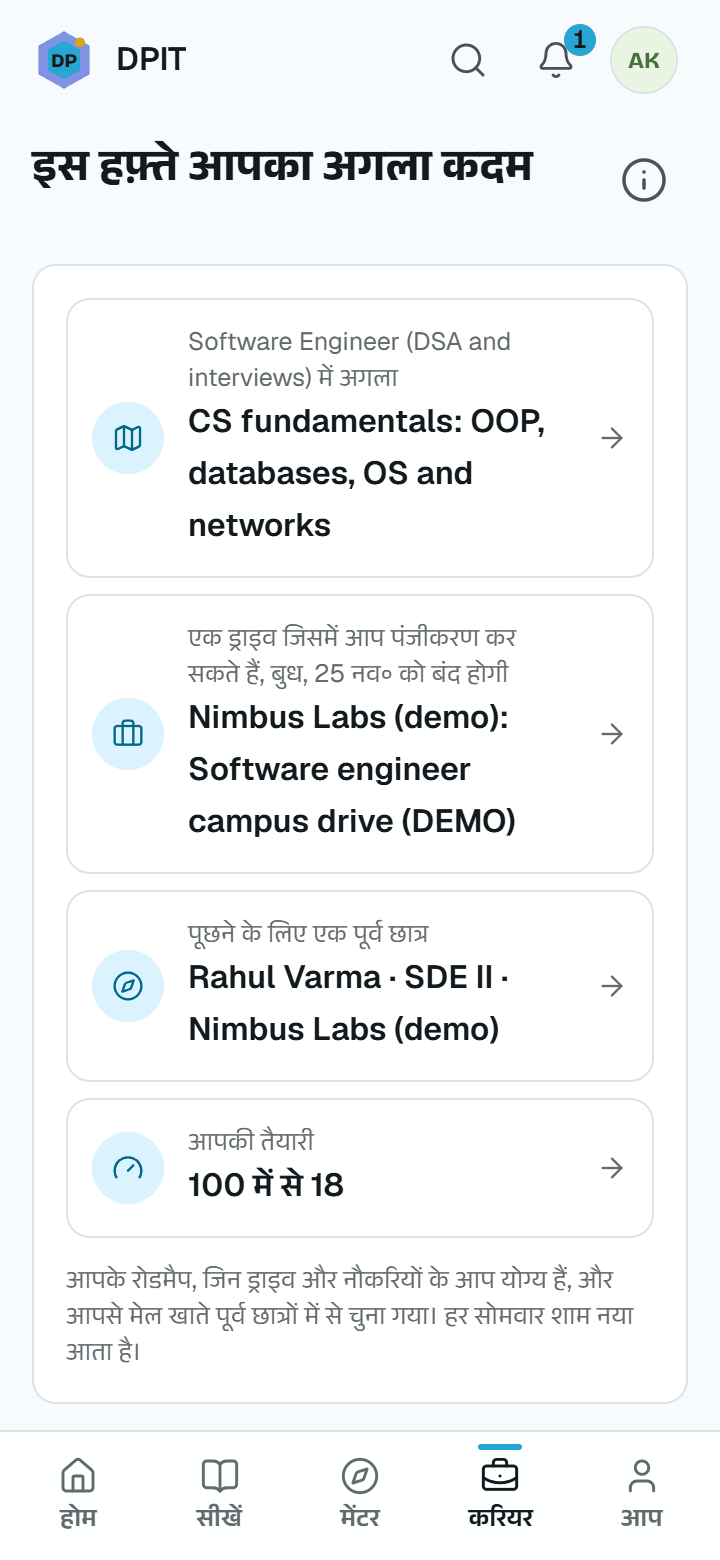 DP DPIT 1 AK
इस हफ़्ते आपका अगला कदम
Software Engineer (DSA and
interviews) में अगला
CS fundamentals: OOP,
databases, OS and
networks
एक ड्राइव जिसमें आप पंजीकरण कर
सकते हैं, बुध, 25 नव॰ को बंद होगी
Nimbus Labs (demo):
Software engineer
campus drive (DEMO)
पूछने के लिए एक पूर्व छात्र
Rahul Varma · SDE II ·
Nimbus Labs (demo)
आपकी तैयारी
100 में से 18
आपके रोडमैप, जिन ड्राइव और नौकरियों के आप योग्य हैं, और
आपसे मेल खाते पूर्व छात्रों में से चुना गया। हर सोमवार शाम नया
आता है।
होम सीखें मेंटर करियर आप